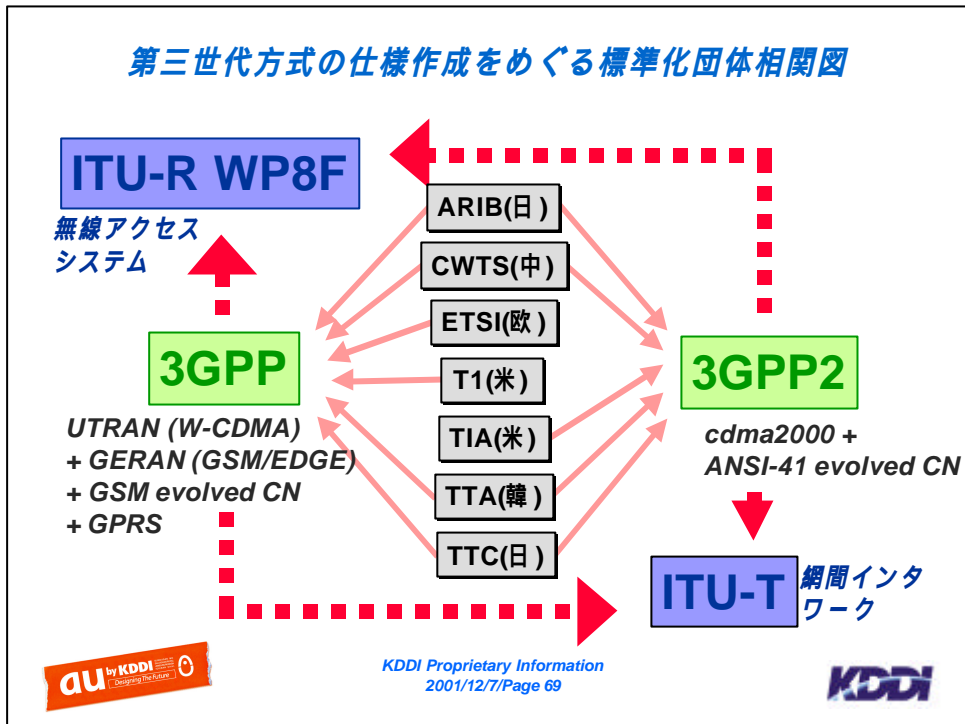 第三世代方式の仕様作成をめぐる標準化団体相関図
ITU-R WP8F
無線アクセス
システム
ARIB(日)
CWTS(中)
ETSI(欧)
T1(米)
TIA(米)
TTA(韓)
TTC(日)
3GPP
UTRAN (W-CDMA)
+ GERAN (GSM/EDGE)
+ GSM evolved CN
+ GPRS
3GPP2
cdma2000 +
ANSI-41 evolved CN
ITU-T
網間インタ
ワーク
au by KDDI
Designing The Future
KDDI Proprietary Information
2001/12/7/Page 69
KDDI